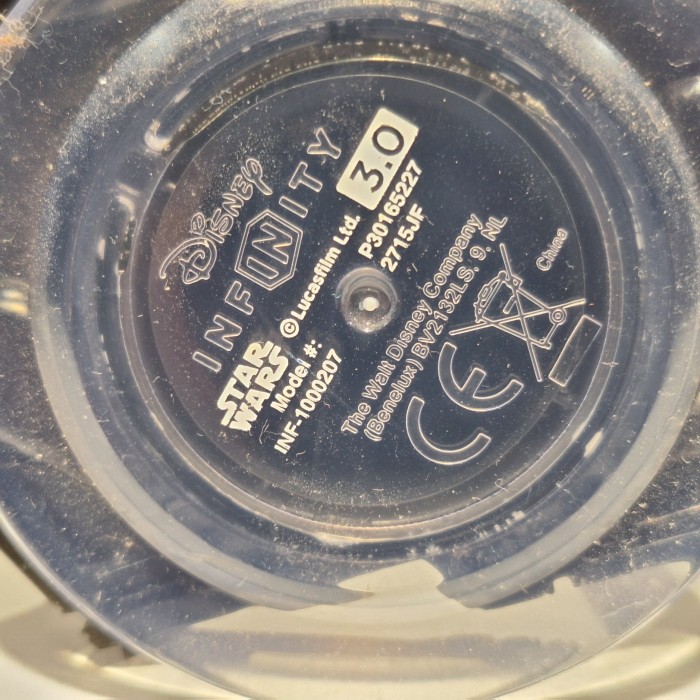 Disney
INFINITY
3.0
STAR
WARS
©Lucasfilm Ltd.
Model #:
INF-1000207
P30165227
2715JF
The Walt Disney Company
(Benelux) BV2132LS. 9. NL
CE
China